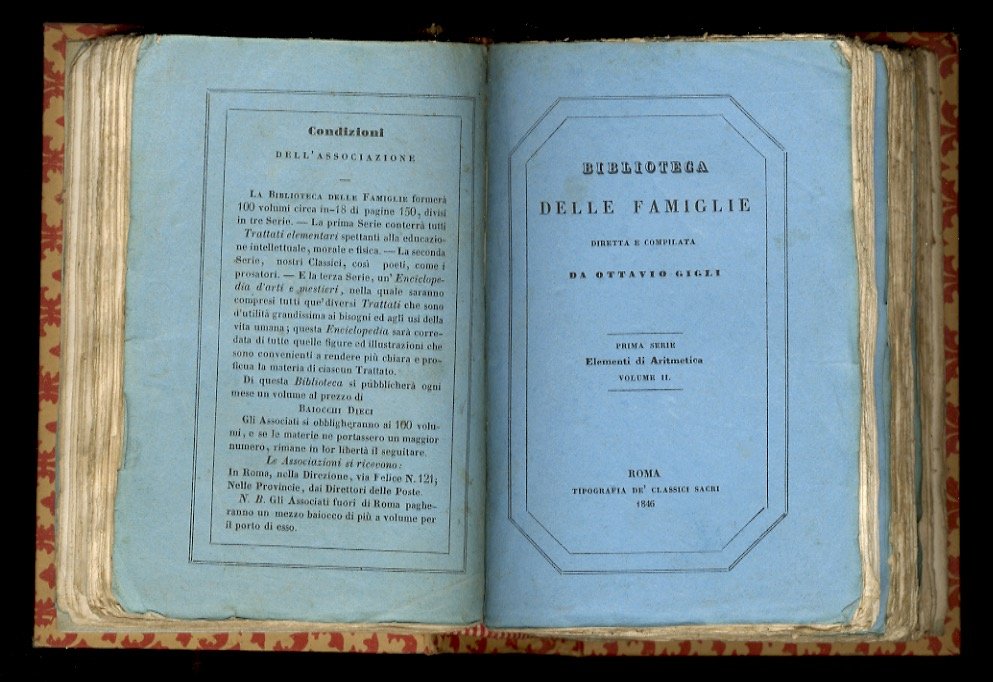 Condizioni
DELL'ASSOCIAZIONE
LA BIBLIOTECA DELLE FAMIGLIE formerà
100 volumi circa in-18 di pagine 150, divisi
in tre Serie. — La prima Serie conterrà tutti
Trattati elementari spettanti alla educazio-
ne intellettuale, morale e fisica. — La seconda
Serie, nostri Classici, così poeti, come i
prosatori. — E la terza Serie, un' Enciclope-
dia d'arti e mestieri, nella quale saranno
compresi tutti que' diversi Trattati che sono
d'utilità grandissima ai bisogni ed agli usi della
vita umana; questa Enciclopedia sarà corre-
data di tutte quelle figure ed illustrazioni che
sono convenienti a rendere più chiara e pro-
ficua la materia di ciascun Trattato.
Di questa Biblioteca si pubblicherà ogni
mese un volume al prezzo di
BAIOCCHI DIECI
Gli Associati si obbligheranno ai 100 volu-
mi, e se le materie ne portassero un maggior
numero, rimane in lor libertà il seguitare.
Le Associazioni si ricevono:
In Roma, nella Direzione, via Felice N. 121;
Nelle Provincie, dai Direttori delle Poste.
N. B. Gli Associati fuori di Roma paghe-
ranno un mezzo baiocco di più a volume per
il porto di esso.
BIBLIOTECA
DELLE FAMIGLIE
DIRETTA E COMPILATA
DA OTTAVIO GIGLI
PRIMA SERIE
Elementi di Aritmetica
VOLUME II.
ROMA
TIPOGRAFIA DE' CLASSICI SACRI
1846